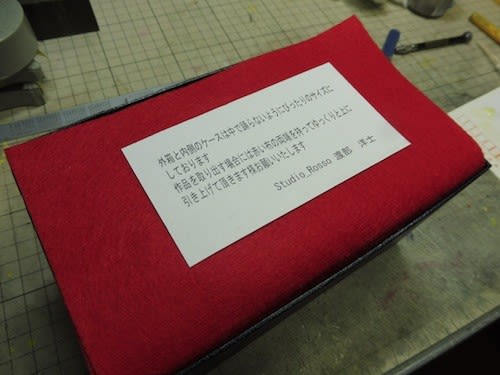 外箱と内側のケースは中で踊らないようにぴったりのサイズに
しております
作品を取り出す場合には赤い布の両端を持ってゆっくりと上に
引き上げて頂きます様お願いいたします
Studio_Rosso 渡部 洋士